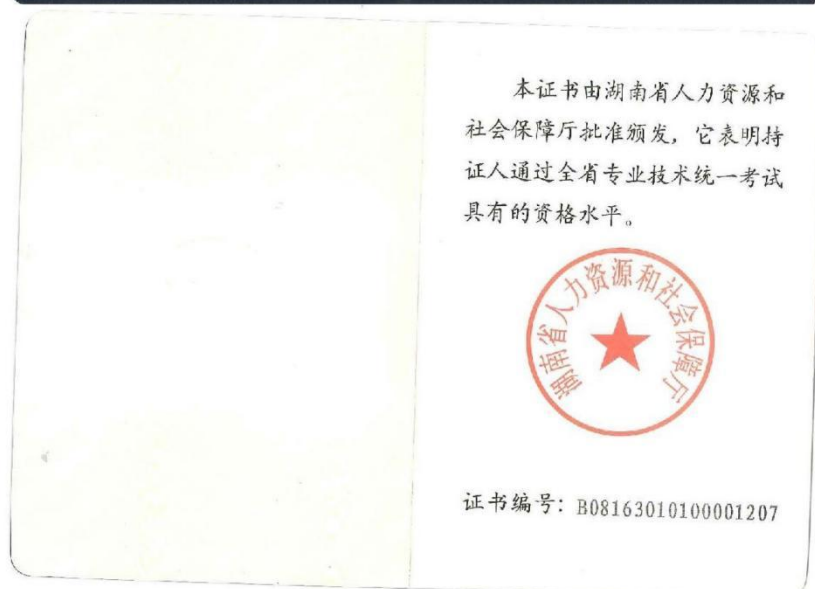 本证书由湖南省人力资源和
社会保障厅批准颁发，它表明持
证人通过全省专业技术统一考试
具有的资格水平。
湖南省人力资源和社会保障厅
证书编号：B08163010100001207